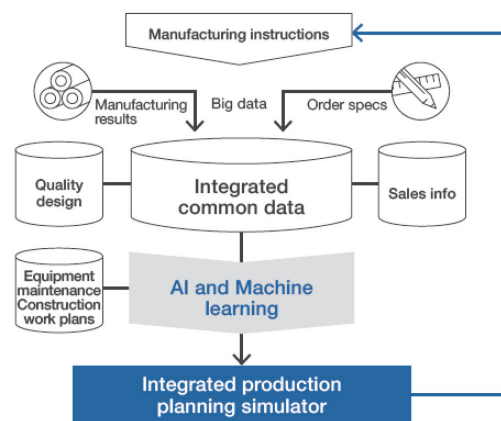 Manufacturing instructions
Manufacturing
results
Big data
Order specs
Quality
design
Integrated
common data
Sales info
Equipment
maintenance
Construction
work plans
AI and Machine
learning
Integrated production
planning simulator